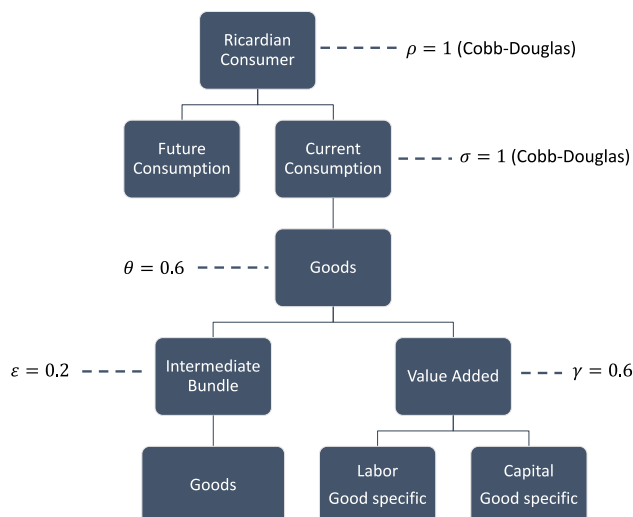 Ricardian
Consumer
ρ = 1 (Cobb-Douglas)
Future
Consumption
Current
Consumption
σ = 1 (Cobb-Douglas)
θ = 0.6
Goods
ε = 0.2
Intermediate
Bundle
Value Added
γ = 0.6
Goods
Labor
Good specific
Capital
Good specific